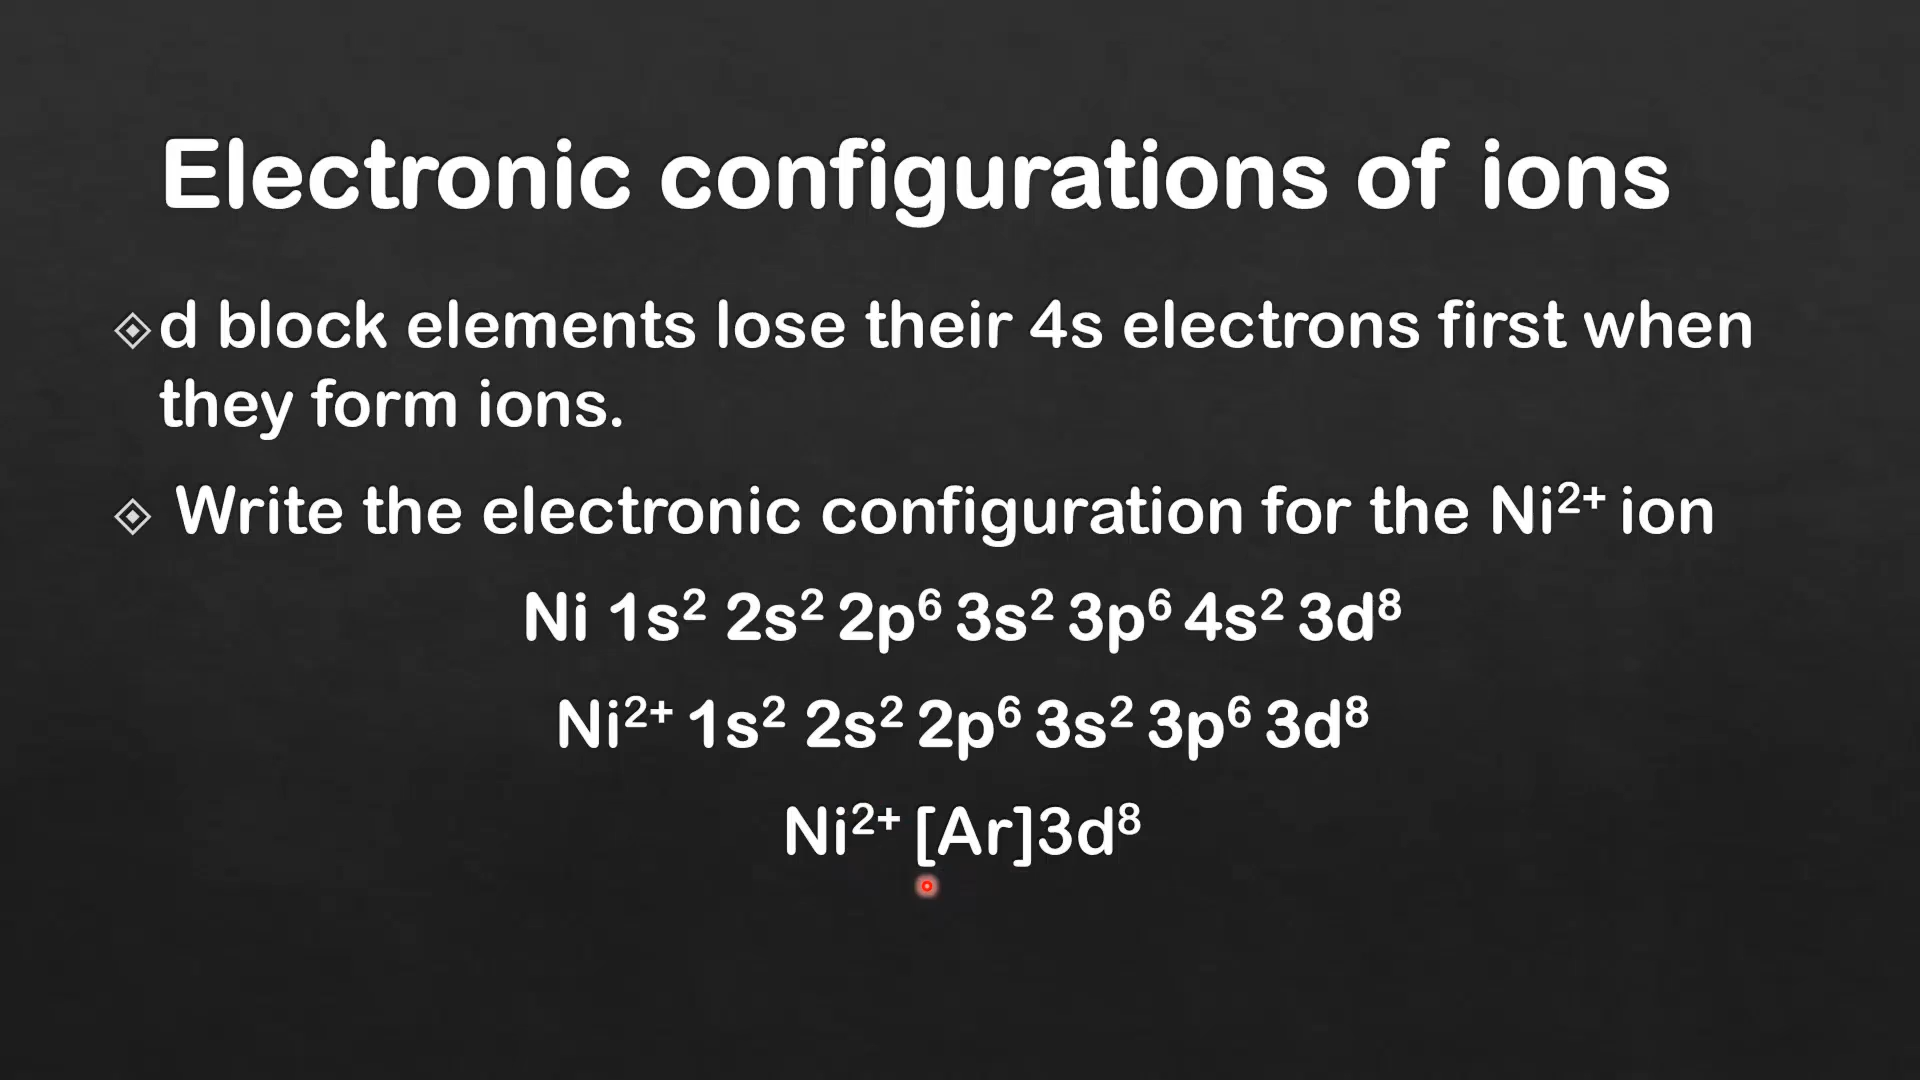 Electronic configurations of ions
d block elements lose their 4s electrons first when
they form ions.
Write the electronic configuration for the Ni²⁺ ion
Ni 1s² 2s² 2p⁶ 3s² 3p⁶ 4s² 3d⁸
Ni²⁺ 1s² 2s² 2p⁶ 3s² 3p⁶ 3d⁸
Ni²⁺ [Ar]3d⁸